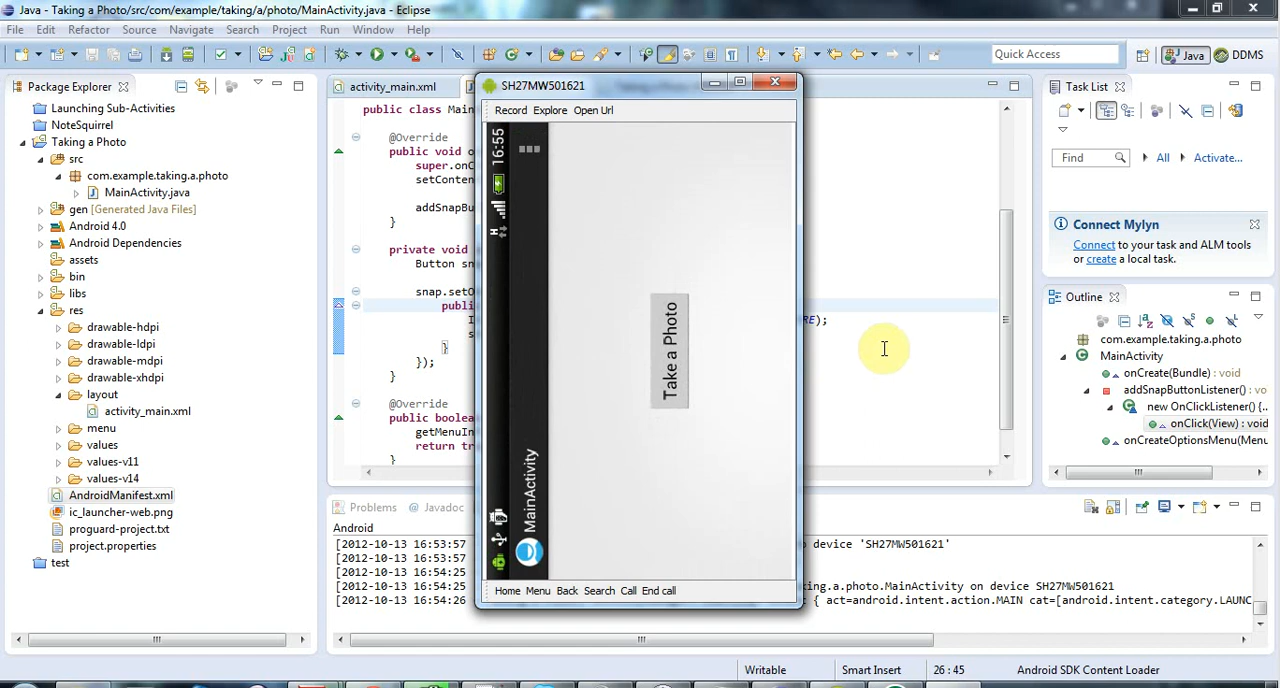 Java - Taking a Photo/src/com/example/taking/a/photo/MainActivity.java - Eclipse
File Edit Refactor Source Navigate Search Project Run Window Help
Quick Access
Java
DDMS
Package Explorer
Launching Sub-Activities
NoteSquirrel
Taking a Photo
src
com.example.taking.a.photo
MainActivity.java
gen [Generated Java Files]
Android 4.0
Android Dependencies
assets
bin
libs
res
drawable-hdpi
drawable-ldpi
drawable-mdpi
drawable-xhdpi
layout
activity_main.xml
menu
values
values-v11
values-v14
AndroidManifest.xml
ic_launcher-web.png
proguard-project.txt
project.properties
test
activity_main.xml
public class Mai
@Override
public void o
super.onC
setConten
addSnapBu
}
private void
Button sn
snap.setO
publi
I
RE);
s
}
});
}
@Override
public boolea
getMenuIn
return tr
}
SH27MW501621
Record Explore Open Url
16:55
H
MainActivity
Take a Photo
Home Menu Back Search Call End call
Task List
Find
All
Activate...
Connect Mylyn
Connect to your task and ALM tools
or create a local task.
Outline
com.example.taking.a.photo
MainActivity
onCreate(Bundle) : void
addSnapButtonListener() : vo
new OnClickListener() {...
onClick(View) : void
onCreateOptionsMenu(Menu
Problems
@ Javadoc
Android
[2012-10-13 16:53:57
o device 'SH27MW501621'
[2012-10-13 16:53:57
[2012-10-13 16:54:25
[2012-10-13 16:54:25
king.a.photo.MainActivity on device SH27MW501621
[2012-10-13 16:54:26
t { act=android.intent.action.MAIN cat=[android.intent.category.LAUNC
Writable
Smart Insert
26 : 45
Android SDK Content Loader